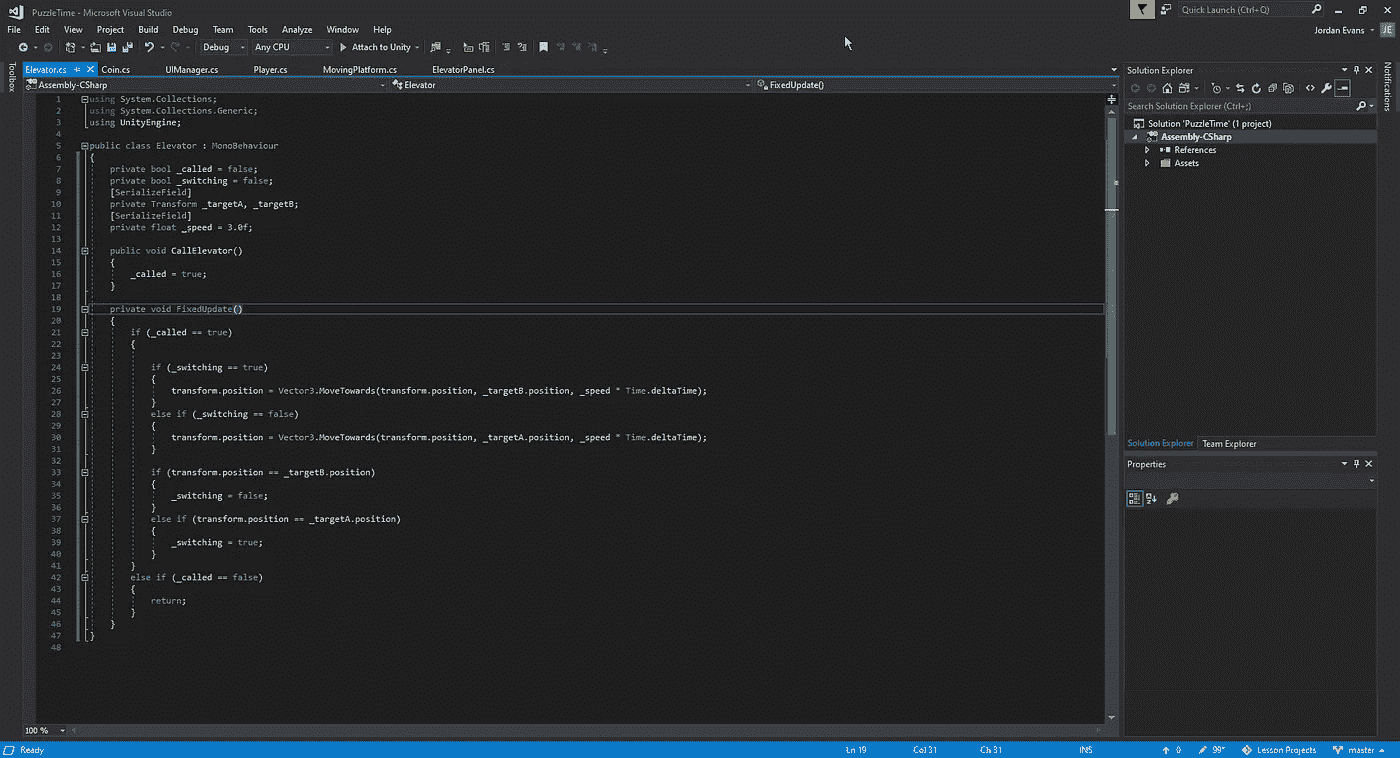 PuzzleTime - Microsoft Visual Studio
Quick Launch (Ctrl+Q)
File Edit View Project Build Debug Team Tools Analyze Window Help
Jordan Evans JE
Debug Any CPU Attach to Unity
Toolbox
Elevator.cs Coin.cs UIManager.cs Player.cs MovingPlatform.cs ElevatorPanel.cs
Assembly-CSharp Elevator FixedUpdate()
1 using System.Collections;
2 using System.Collections.Generic;
3 using UnityEngine;
4
5 public class Elevator : MonoBehaviour
6 {
7 private bool _called = false;
8 private bool _switching = false;
9 [SerializeField]
10 private Transform _targetA, _targetB;
11 [SerializeField]
12 private float _speed = 3.0f;
13
14 public void CallElevator()
15 {
16 _called = true;
17 }
18
19 private void FixedUpdate()
20 {
21 if (_called == true)
22 {
23
24 if (_switching == true)
25 {
26 transform.position = Vector3.MoveTowards(transform.position, _targetB.position, _speed * Time.deltaTime);
27 }
28 else if (_switching == false)
29 {
30 transform.position = Vector3.MoveTowards(transform.position, _targetA.position, _speed * Time.deltaTime);
31 }
32
33 if (transform.position == _targetB.position)
34 {
35 _switching = false;
36 }
37 else if (transform.position == _targetA.position)
38 {
39 _switching = true;
40 }
41 }
42 else if (_called == false)
43 {
44 return;
45 }
46 }
47 }
48
100 %
Solution Explorer
Search Solution Explorer (Ctrl+;)
Solution 'PuzzleTime' (1 project)
Assembly-CSharp
References
Assets
Solution Explorer Team Explorer
Properties
Notifications
Ready Ln 19 Col 31 Ch 31 INS 0 99+ Lesson Projects master